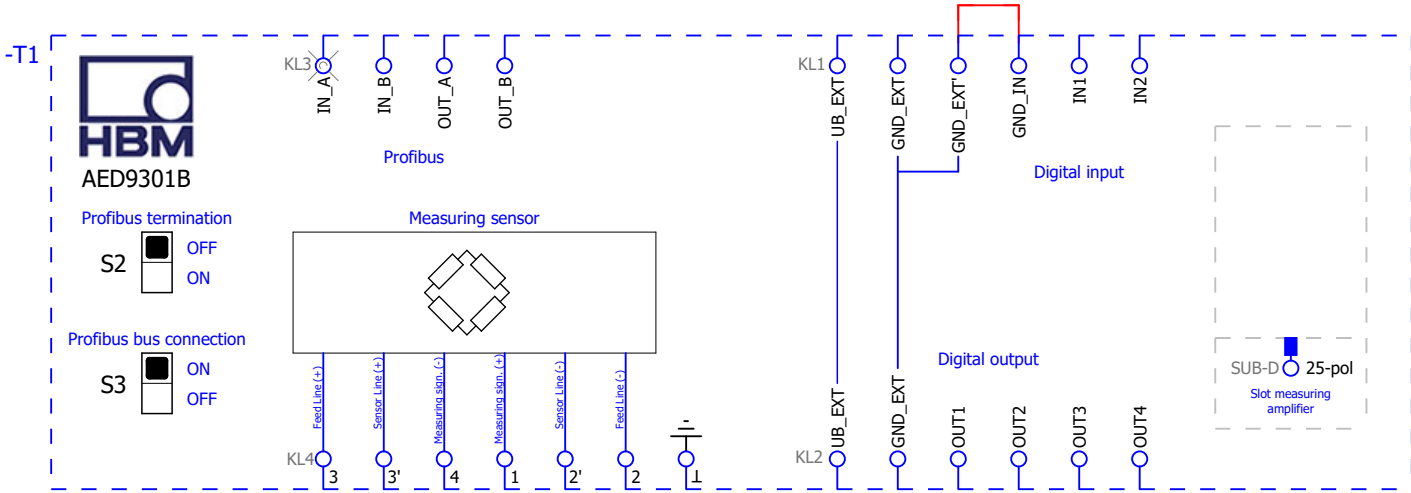 -T1
HBM
AED9301B
KL3
IN_A
IN_B
OUT_A
OUT_B
Profibus
KL1
UB_EXT
GND_EXT
GND_EXT'
GND_IN
IN1
IN2
Digital input
Profibus termination
S2
OFF
ON
Profibus bus connection
S3
ON
OFF
Measuring sensor
Feed Line (+)
Sensor Line (+)
Measuring sign. (-)
Measuring sign. (+)
Sensor Line (-)
Feed Line (-)
KL4
3
3'
4
1
2'
2
⊥
Digital output
KL2
UB_EXT
GND_EXT
OUT1
OUT2
OUT3
OUT4
SUB-D
25-pol
Slot measuring
amplifier